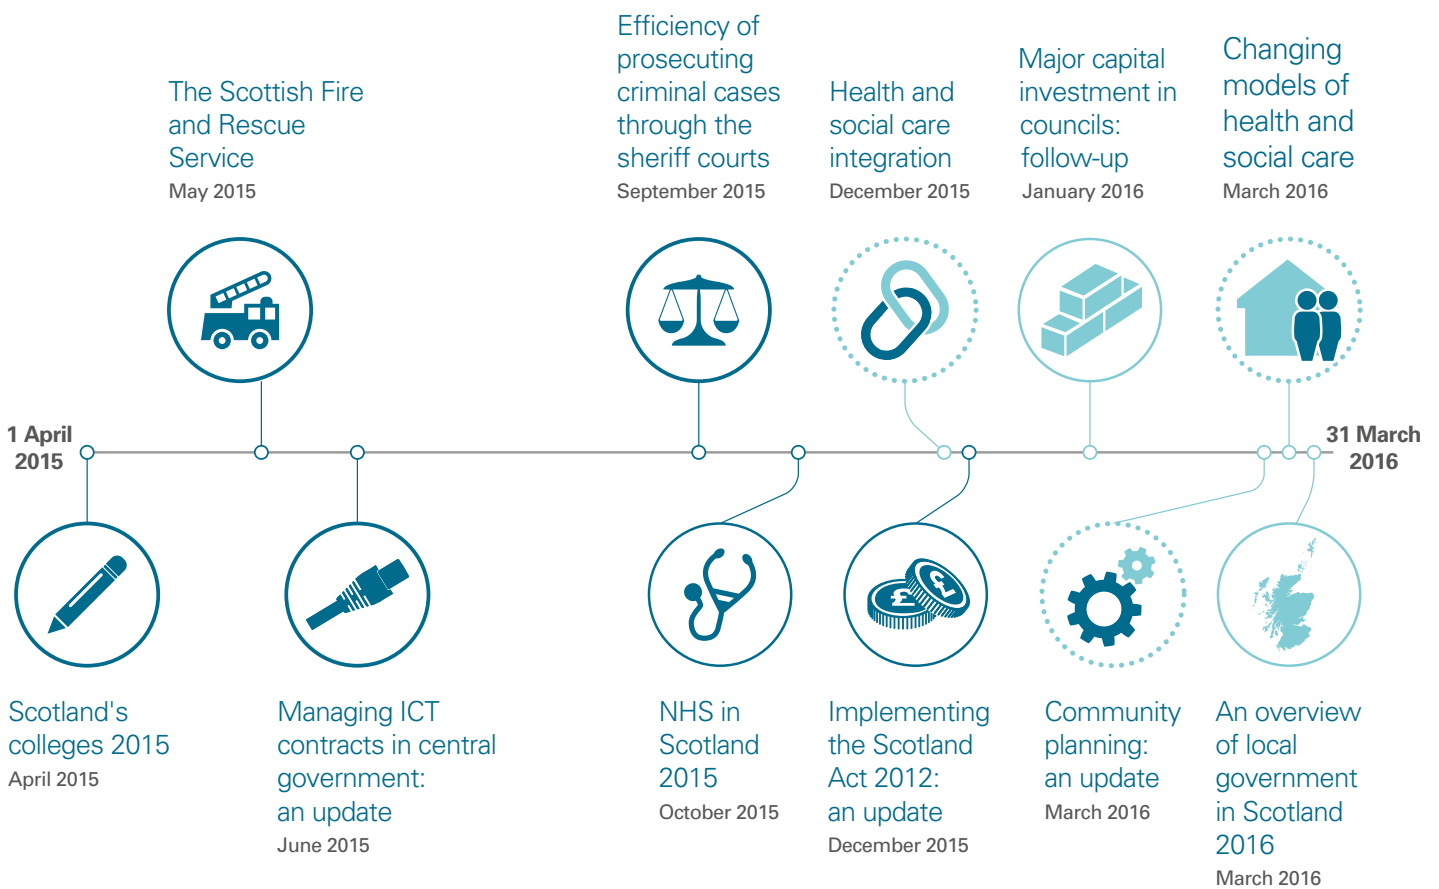 The Scottish Fire
and Rescue
Service
May 2015
Efficiency of
prosecuting
criminal cases
through the
sheriff courts
September 2015
Health and
social care
integration
December 2015
Major capital
investment in
councils:
follow-up
January 2016
Changing
models of
health and
social care
March 2016
1 April
2015
31 March
2016
£
£
Scotland's
colleges 2015
April 2015
Managing ICT
contracts in central
government:
an update
June 2015
NHS in
Scotland
2015
October 2015
Implementing
the Scotland
Act 2012:
an update
December 2015
Community
planning:
an update
March 2016
An overview
of local
government
in Scotland
2016
March 2016